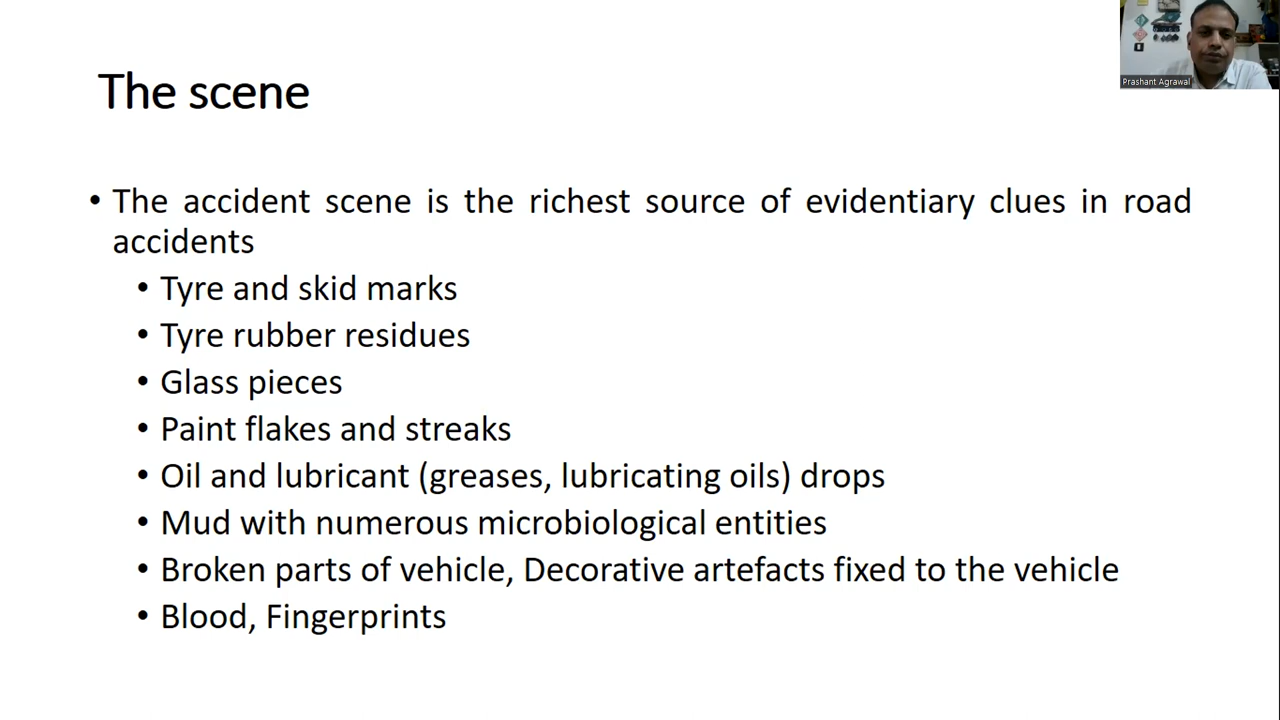 Prashant Agrawal
The scene
• The accident scene is the richest source of evidentiary clues in road
accidents
• Tyre and skid marks
• Tyre rubber residues
• Glass pieces
• Paint flakes and streaks
• Oil and lubricant (greases, lubricating oils) drops
• Mud with numerous microbiological entities
• Broken parts of vehicle, Decorative artefacts fixed to the vehicle
• Blood, Fingerprints